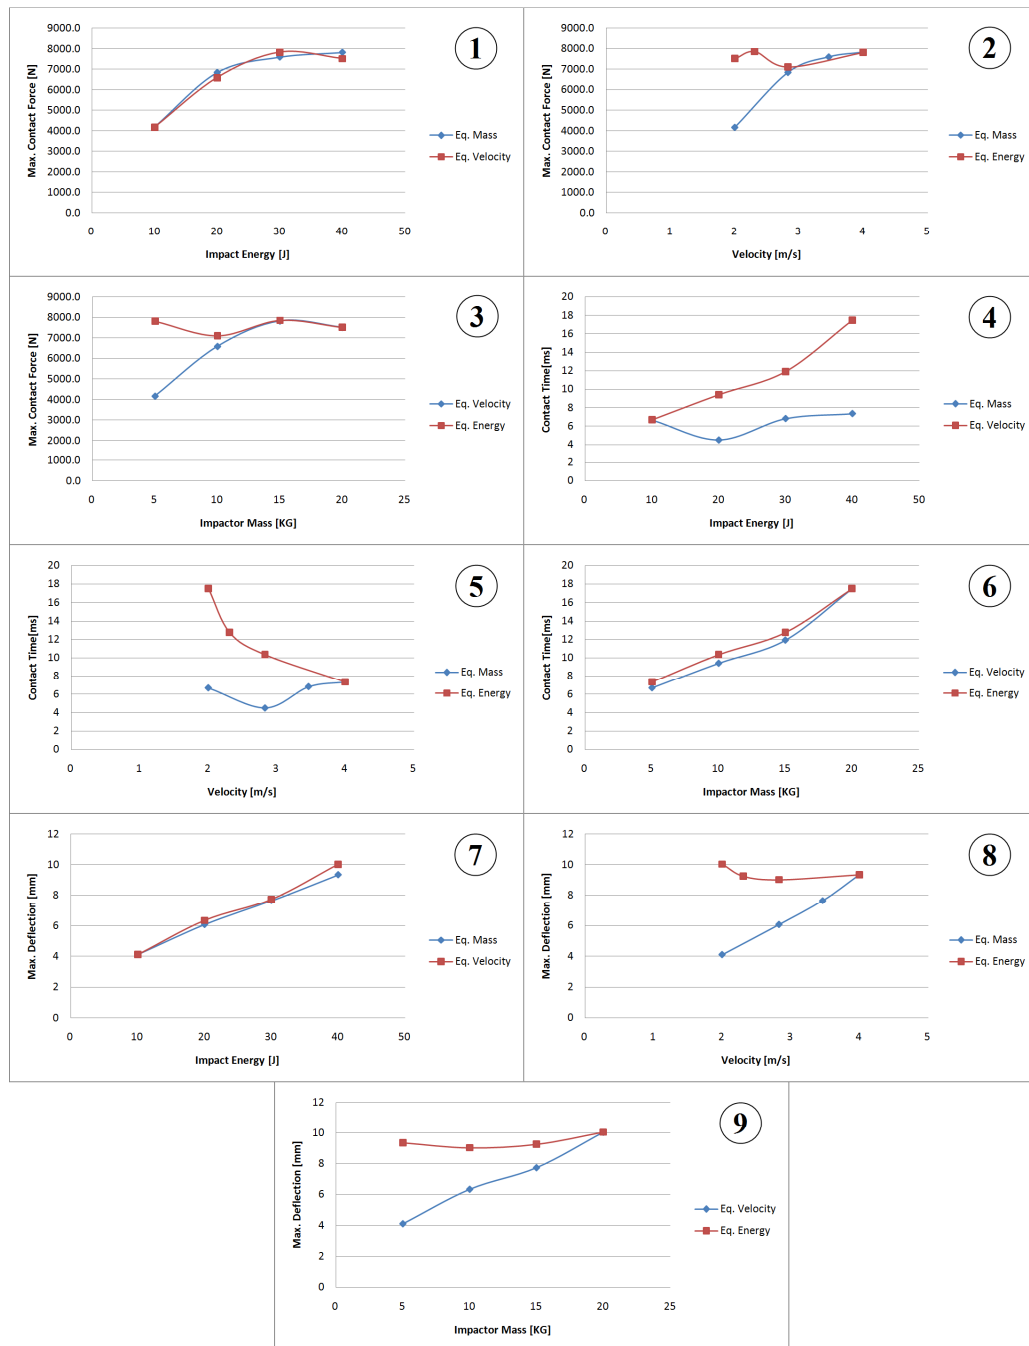 9000.0
8000.0
7000.0
6000.0
5000.0
4000.0
3000.0
2000.0
1000.0
0.0
0 10 20 30 40 50
Max. Contact Force [N]
Impact Energy [J]
Eq. Mass
Eq. Velocity
1
9000.0
8000.0
7000.0
6000.0
5000.0
4000.0
3000.0
2000.0
1000.0
0.0
0 1 2 3 4 5
Max. Contact Force [N]
Velocity [m/s]
Eq. Mass
Eq. Energy
2
9000.0
8000.0
7000.0
6000.0
5000.0
4000.0
3000.0
2000.0
1000.0
0.0
0 5 10 15 20 25
Max. Contact Force [N]
Impactor Mass [KG]
Eq. Velocity
Eq. Energy
3
20
18
16
14
12
10
8
6
4
2
0
0 10 20 30 40 50
Contact Time[ms]
Impact Energy [J]
Eq. Mass
Eq. Velocity
4
20
18
16
14
12
10
8
6
4
2
0
0 1 2 3 4 5
Contact Time[ms]
Velocity [m/s]
Eq. Mass
Eq. Energy
5
20
18
16
14
12
10
8
6
4
2
0
0 5 10 15 20 25
Contact Time[ms]
Impactor Mass [KG]
Eq. Velocity
Eq. Energy
6
12
10
8
6
4
2
0
0 10 20 30 40 50
Max. Deflection [mm]
Impact Energy [J]
Eq. Mass
Eq. Velocity
7
12
10
8
6
4
2
0
0 1 2 3 4 5
Max. Deflection [mm]
Velocity [m/s]
Eq. Mass
Eq. Energy
8
12
10
8
6
4
2
0
0 5 10 15 20 25
Max. Deflection [mm]
Impactor Mass [KG]
Eq. Velocity
Eq. Energy
9